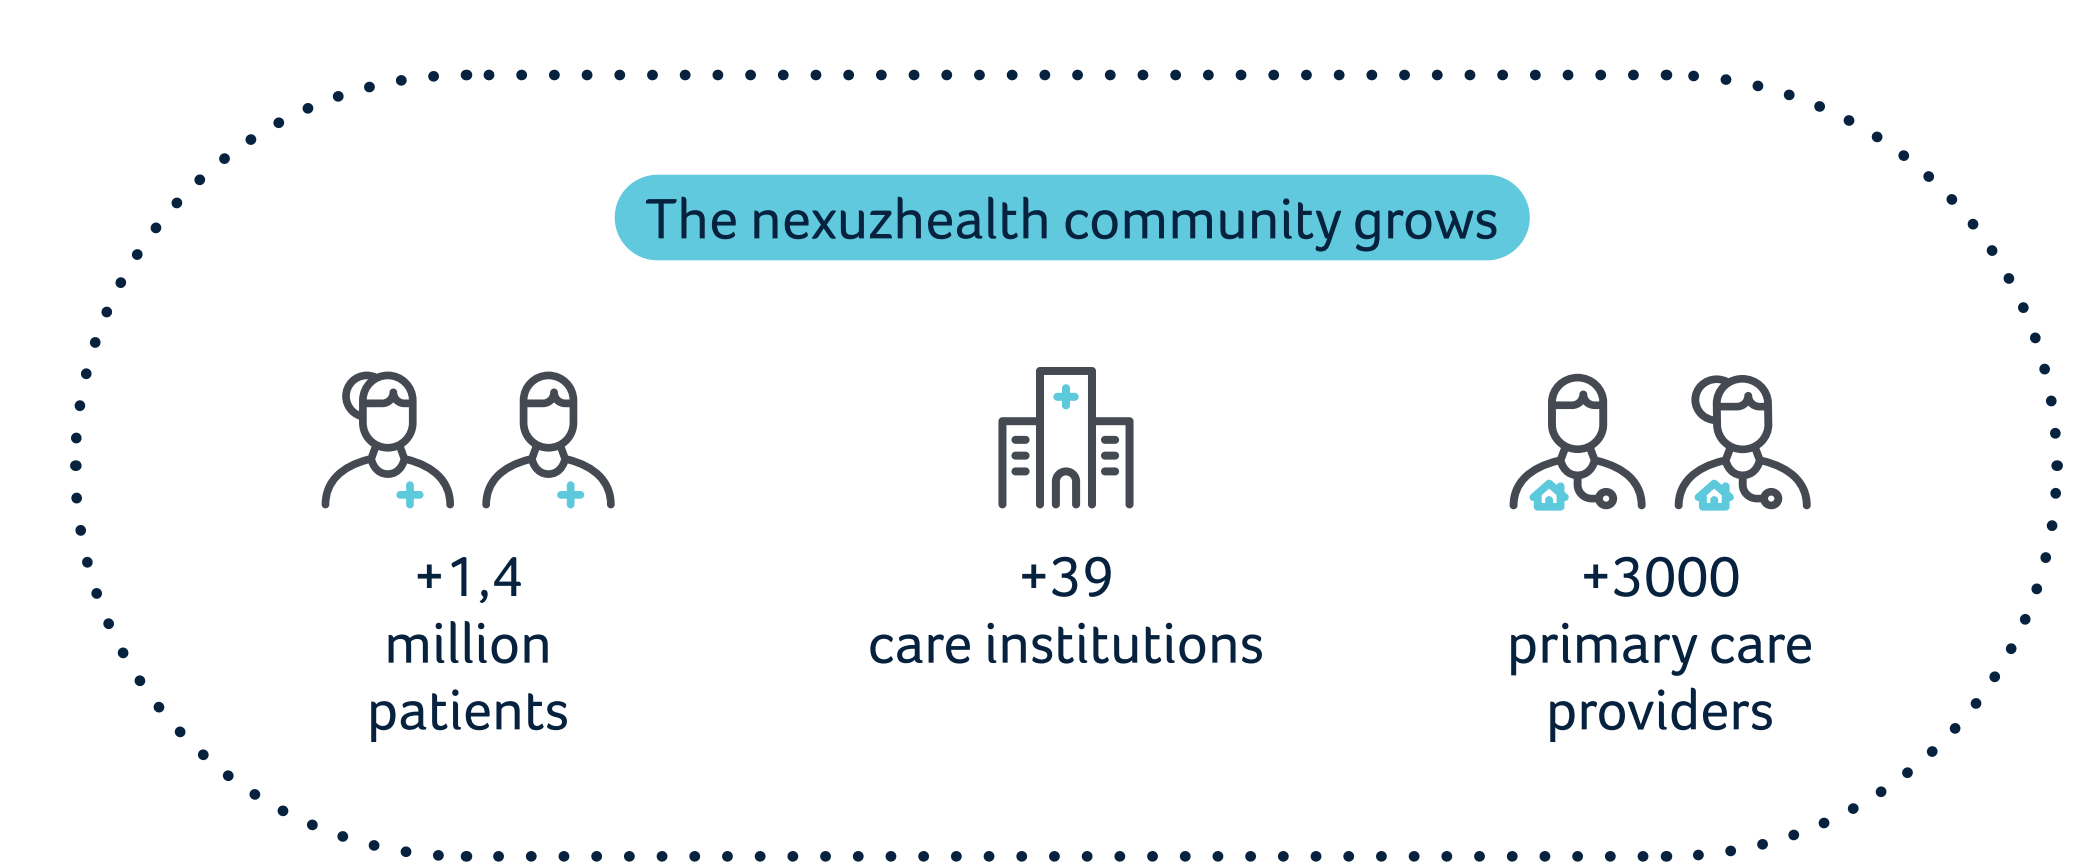 The nexuzhealth community grows
+1,4
million
patients
+39
care institutions
+3000
primary care
providers